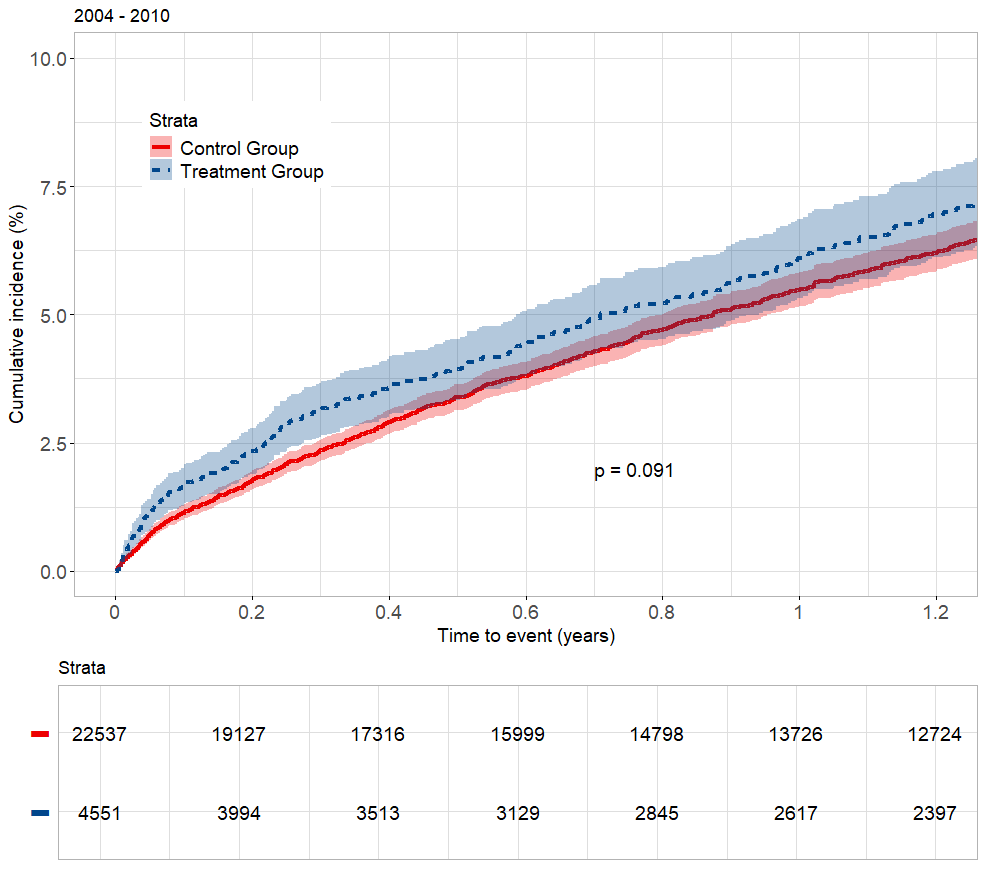 2004 - 2010
10.0
Strata
Control Group
Treatment Group
7.5
Cumulative incidence (%)
5.0
2.5
p = 0.091
0.0
0 0.2 0.4 0.6 0.8 1 1.2
Time to event (years)
Strata
22537 19127 17316 15999 14798 13726 12724
4551 3994 3513 3129 2845 2617 2397